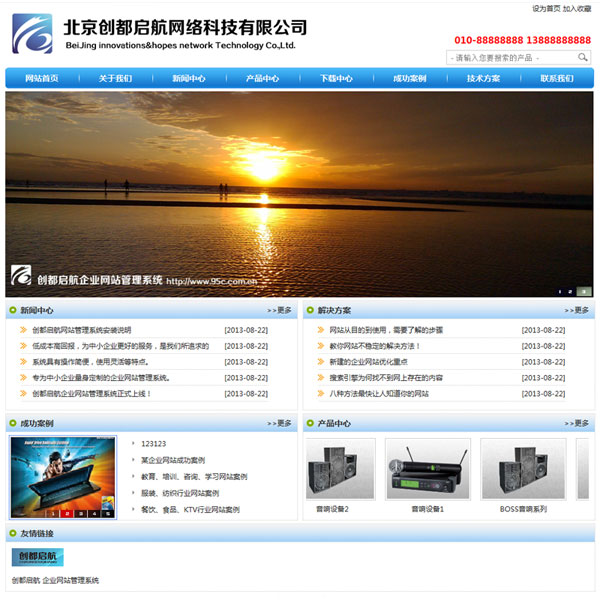 设为首页 加入收藏
北京创都启航网络科技有限公司
BeiJing innovations&hopes network Technology Co,Ltd.
010-88888888 13888888888
- 请输入您要搜索的产品 -
网站首页 关于我们 新闻中心 产品中心 下载中心 成功案例 技术方案 联系我们
创都启航企业网站管理系统 http://www.95c.com.cn
1 2 3
新闻中心 >>更多
创都启航网站管理系统安装说明 [2013-08-22]
低成本高回报，为中小企业更好的服务，是我们所追求的 [2013-08-22]
系统具有操作简便，使用灵活等特点。 [2013-08-22]
专为中小企业量身定制的企业网站管理系统。 [2013-08-22]
创都启航企业网站管理系统正式上线！ [2013-08-22]
解决方案 >>更多
网站从目的到使用，需要了解的步骤 [2013-08-22]
教你网站不稳定的解决方法！ [2013-08-22]
新建的企业网站优化重点 [2013-08-22]
搜索引擎为何找不到网上存在的内容 [2013-08-22]
八种方法最快让人知道你的网站 [2013-08-22]
成功案例 >>更多
1 2 3 4 5
123123
某企业网站成功案例
教育、培训、咨询、学习网站案例
服装、纺织行业网站案例
餐饮、食品、KTV行业网站案例
产品中心 >>更多
音响设备2
音响设备1
BOSS音响系列
友情链接
创都启航
创都启航 企业网站管理系统